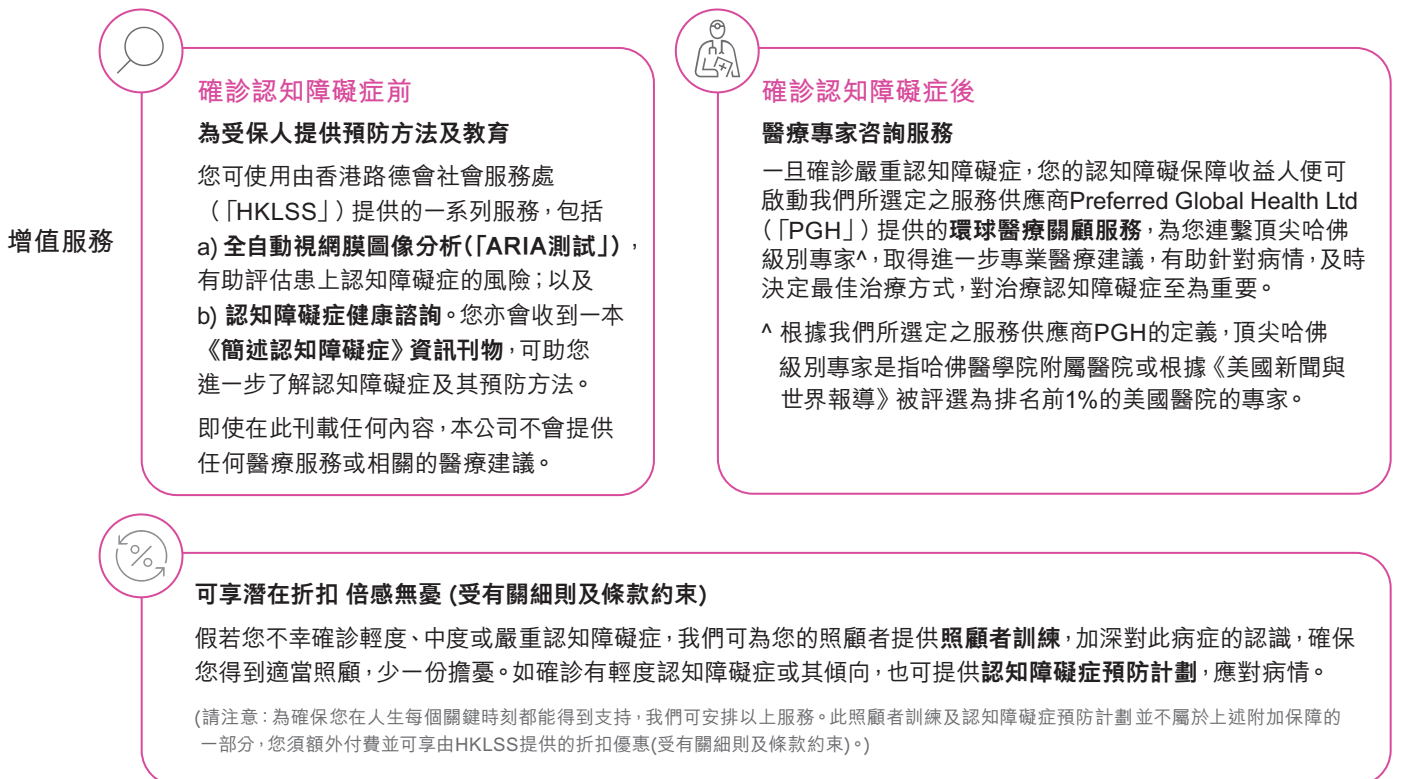 增值服務
確診認知障礙症前
為受保人提供預防方法及教育
您可使用由香港路德會社會服務處
（「HKLSS」）提供的一系列服務，包括
a) 全自動視網膜圖像分析(「ARIA測試」)，
有助評估患上認知障礙症的風險；以及
b) 認知障礙症健康諮詢。您亦會收到一本
《簡述認知障礙症》資訊刊物，可助您
進一步了解認知障礙症及其預防方法。
即使在此刊載任何內容，本公司不會提供
任何醫療服務或相關的醫療建議。
確診認知障礙症後
醫療專家咨詢服務
一旦確診嚴重認知障礙症，您的認知障礙保障收益人便可
啟動我們所選定之服務供應商Preferred Global Health Ltd
（「PGH」）提供的環球醫療關顧服務，為您連繫頂尖哈佛
級別專家^，取得進一步專業醫療建議，有助針對病情，及時
決定最佳治療方式，對治療認知障礙症至為重要。
^ 根據我們所選定之服務供應商PGH的定義，頂尖哈佛
級別專家是指哈佛醫學院附屬醫院或根據《美國新聞與
世界報導》被評選為排名前1%的美國醫院的專家。
%
可享潛在折扣 倍感無憂 (受有關細則及條款約束)
假若您不幸確診輕度、中度或嚴重認知障礙症，我們可為您的照顧者提供照顧者訓練，加深對此病症的認識，確保
您得到適當照顧，少一份擔憂。如確診有輕度認知障礙症或其傾向，也可提供認知障礙症預防計劃，應對病情。
(請注意：為確保您在人生每個關鍵時刻都能得到支持，我們可安排以上服務。此照顧者訓練及認知障礙症預防計劃並不屬於上述附加保障的
一部分，您須額外付費並可享由HKLSS提供的折扣優惠(受有關細則及條款約束)。)